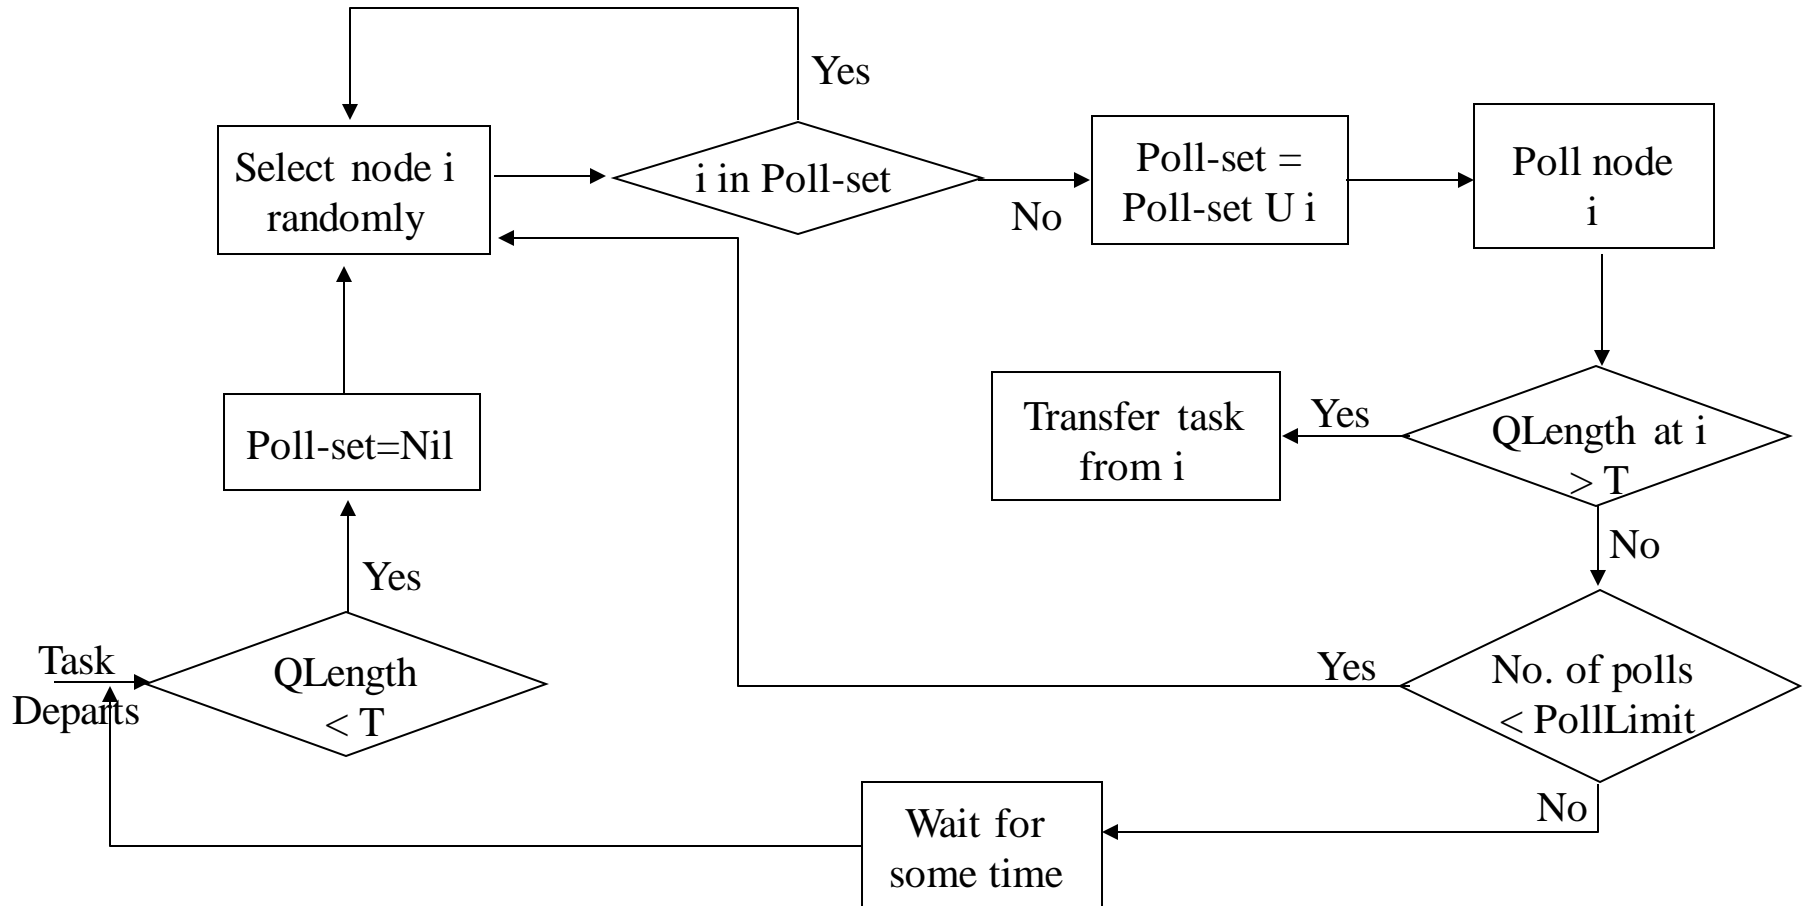 Yes
Select node i
randomly
i in Poll-set
No
Poll-set =
Poll-set U i
Poll node
i
Transfer task
from i
Yes
QLength at i
> T
Poll-set=Nil
No
Yes
Task
Departs
QLength
< T
Yes
No. of polls
< PollLimit
No
Wait for
some time